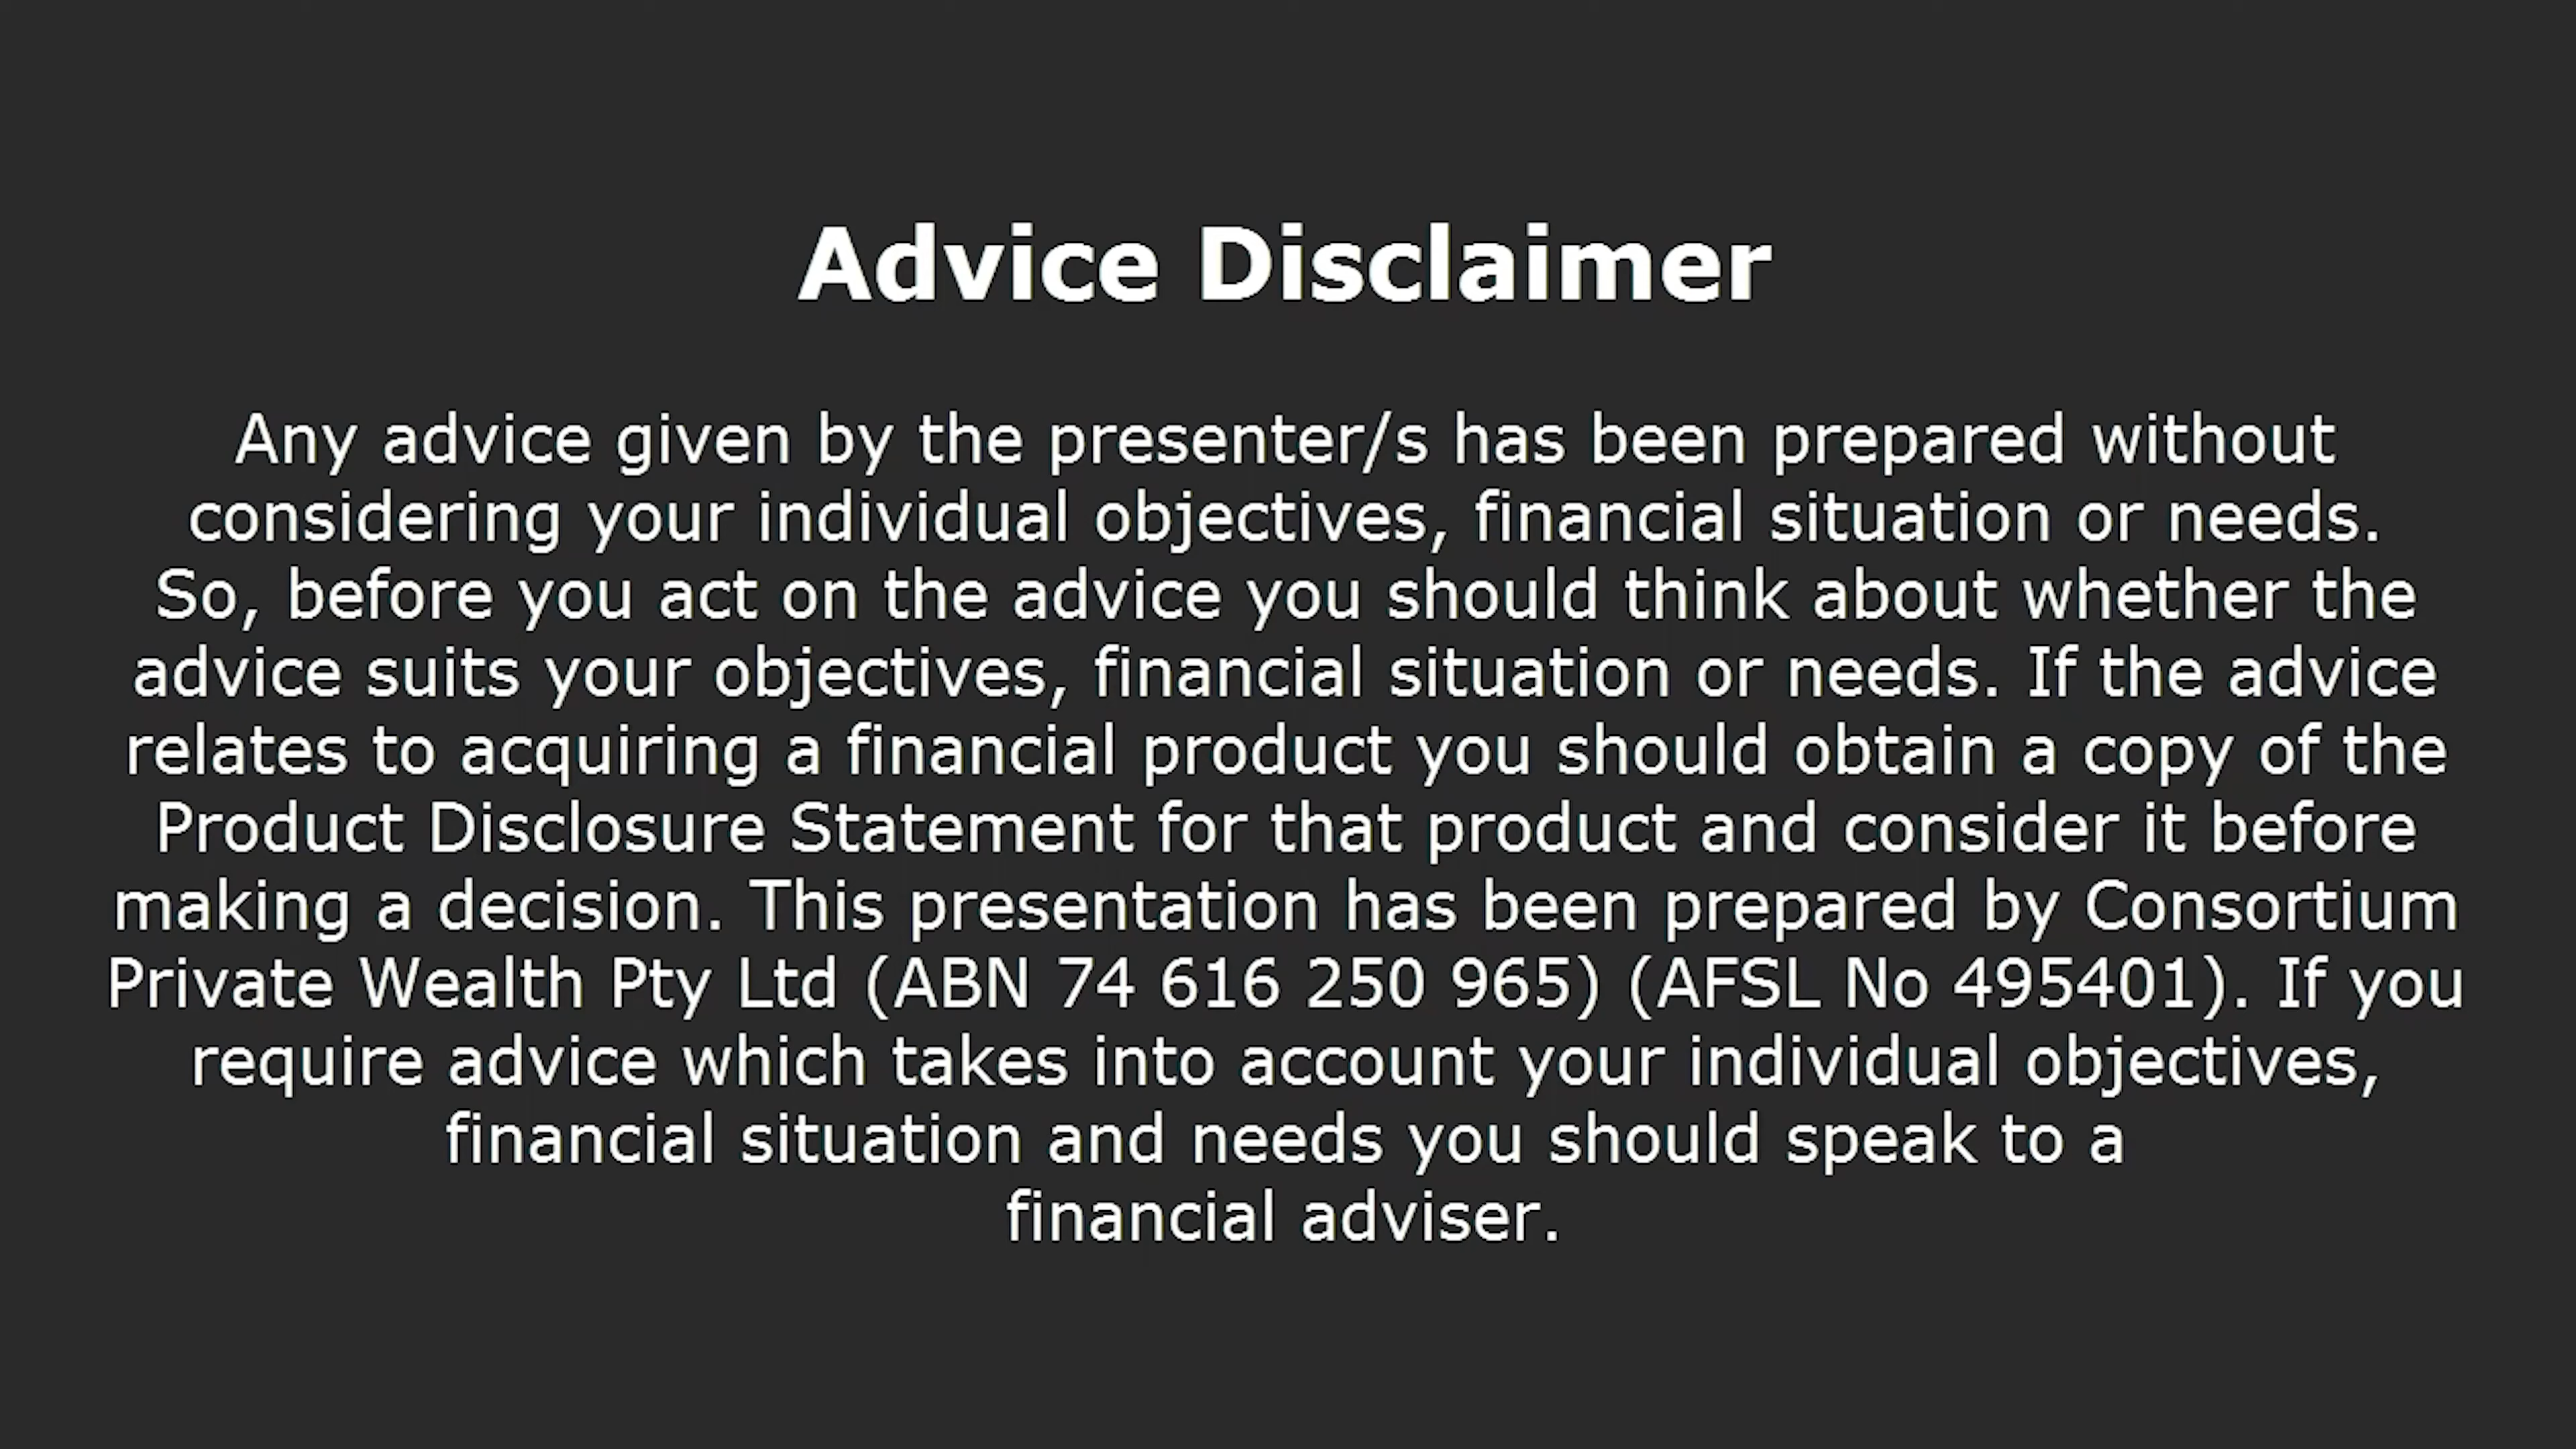 Advice Disclaimer
Any advice given by the presenter/s has been prepared without
considering your individual objectives, financial situation or needs.
So, before you act on the advice you should think about whether the
advice suits your objectives, financial situation or needs. If the advice
relates to acquiring a financial product you should obtain a copy of the
Product Disclosure Statement for that product and consider it before
making a decision. This presentation has been prepared by Consortium
Private Wealth Pty Ltd (ABN 74 616 250 965) (AFSL No 495401). If you
require advice which takes into account your individual objectives,
financial situation and needs you should speak to a
financial adviser.